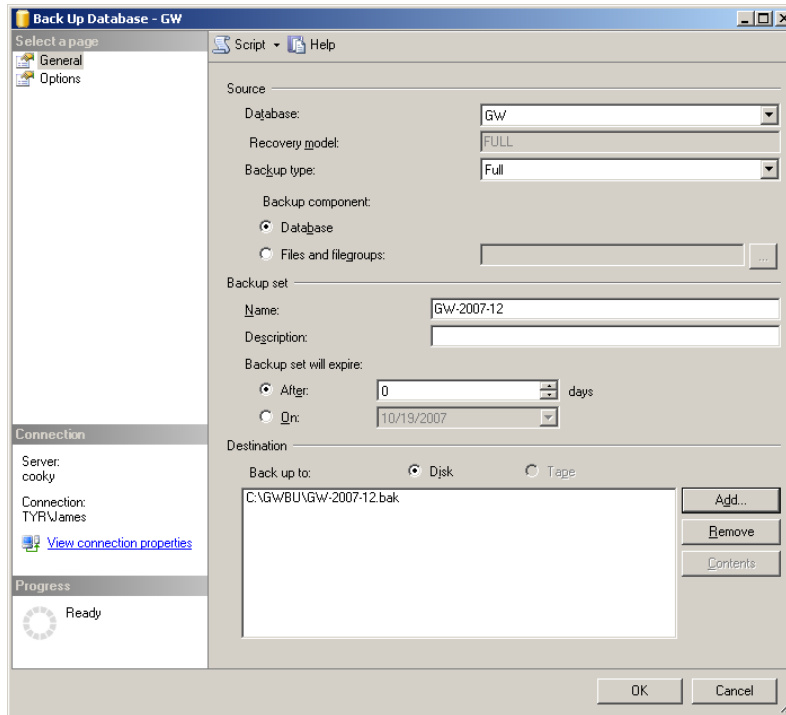 Back Up Database - GW
Select a page
General
Options
Script
Help
Source
Database:
GW
Recovery model:
FULL
Backup type:
Full
Backup component:
Database
Files and filegroups:
...
Backup set
Name:
GW-2007-12
Description:
Backup set will expire:
After:
0
days
On:
10/19/2007
Destination
Back up to:
Disk
Tape
C:\GWBU\GW-2007-12.bak
Add...
Remove
Contents
Connection
Server:
cooky
Connection:
TYR\James
View connection properties
Progress
Ready
OK
Cancel